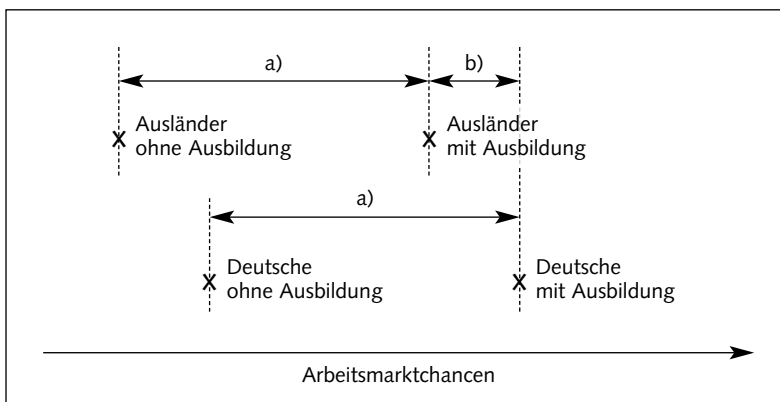 a)
b)
Ausländer
ohne Ausbildung
Ausländer
mit Ausbildung
a)
Deutsche
ohne Ausbildung
Deutsche
mit Ausbildung
Arbeitsmarktchancen